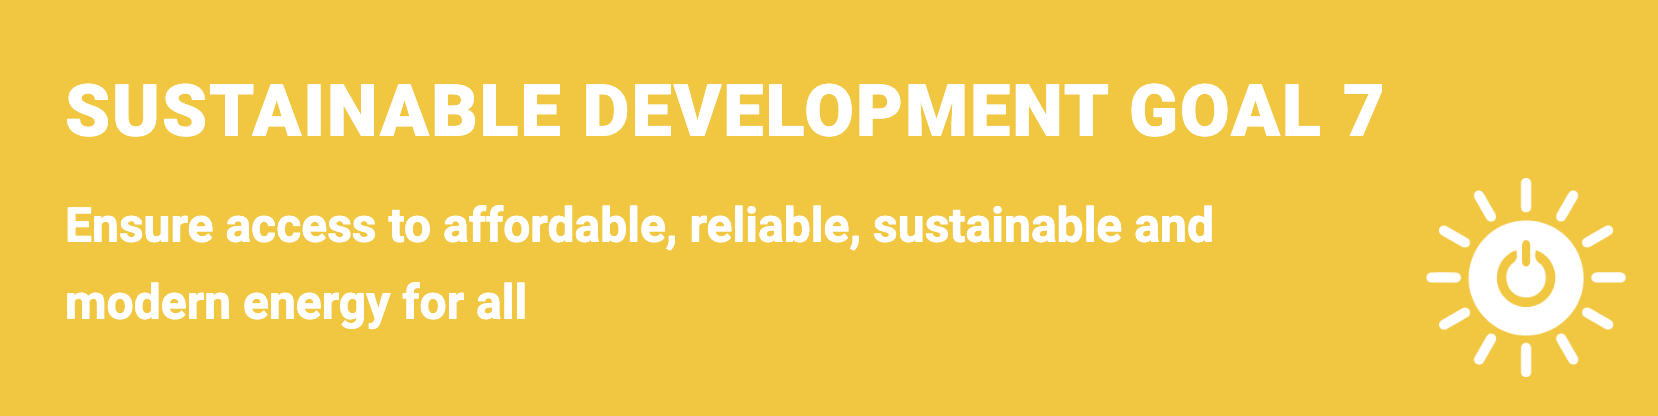 SUSTAINABLE DEVELOPMENT GOAL 7
Ensure access to affordable, reliable, sustainable and
modern energy for all